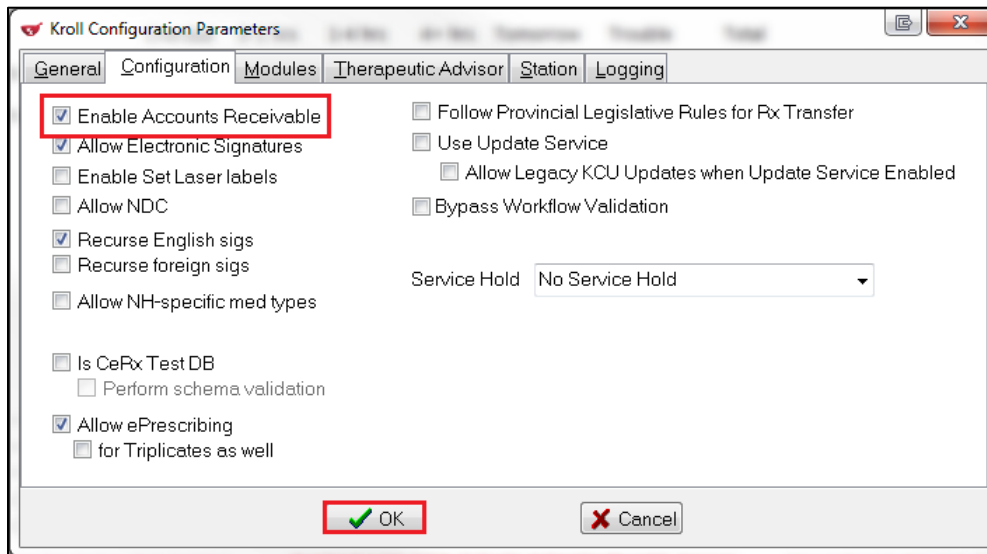 Kroll Configuration Parameters
General Configuration Modules Therapeutic Advisor Station Logging
Enable Accounts Receivable
Allow Electronic Signatures
Enable Set Laser labels
Allow NDC
Recurse English sigs
Recurse foreign sigs
Allow NH-specific med types
Is CeRx Test DB
Perform schema validation
Allow ePrescribing
for Triplicates as well
Follow Provincial Legislative Rules for Rx Transfer
Use Update Service
Allow Legacy KCU Updates when Update Service Enabled
Bypass Workflow Validation
Service Hold No Service Hold
OK Cancel